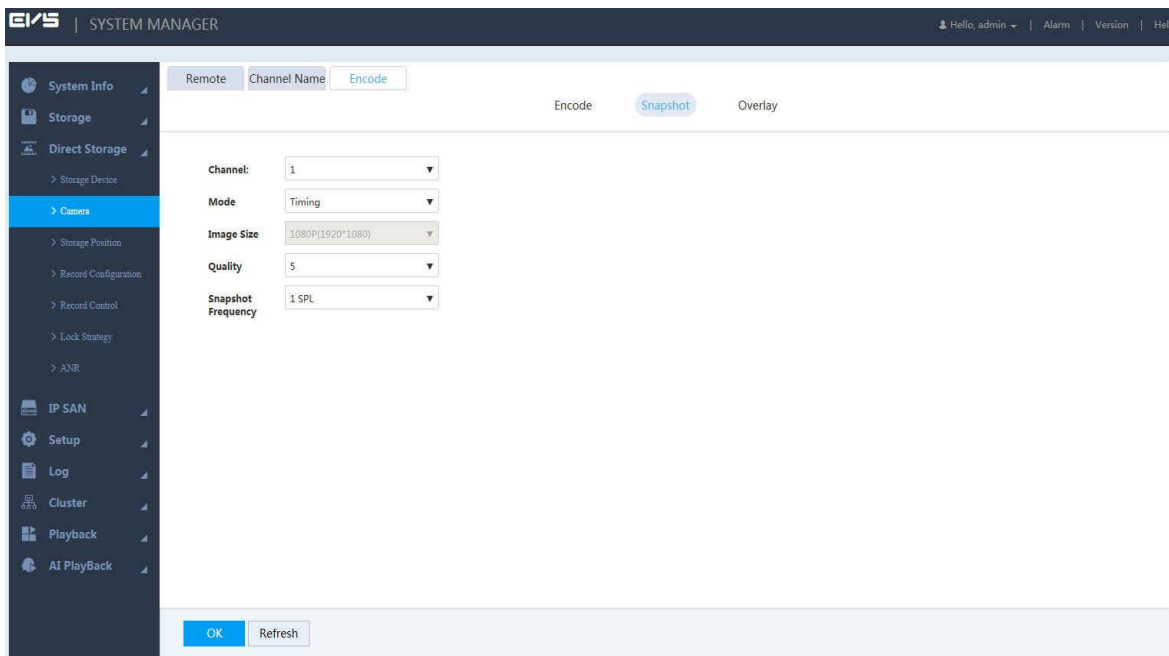 EIVS | SYSTEM MANAGER
Hello, admin | Alarm | Version | Hel
System Info
Storage
Direct Storage
> Storage Device
> Camera
> Storage Position
> Record Configuration
> Record Control
> Lock Strategy
> ANR
IP SAN
Setup
Log
Cluster
Playback
AI PlayBack
Remote Channel Name Encode
Encode Snapshot Overlay
Channel: 1
Mode Timing
Image Size 1080P(1920*1080)
Quality 5
Snapshot 1 SPL
Frequency
OK Refresh